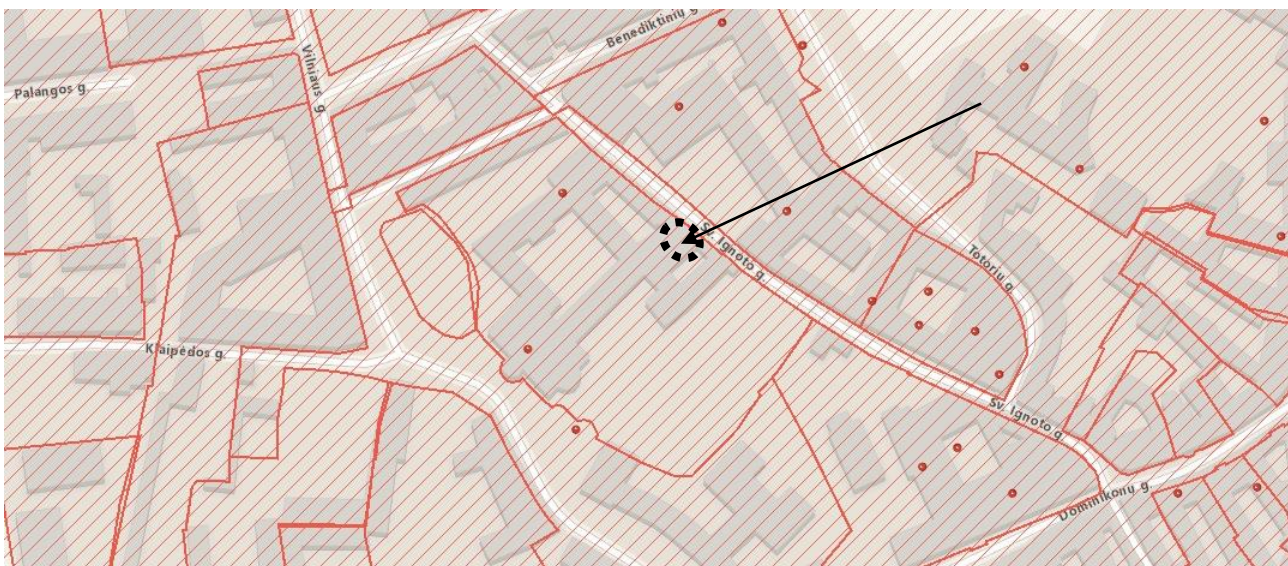 Benediktinių g.
Vilniaus g.
Palangos g.
Šv. Ignoto g.
Totorių g.
Klaipėdos g.
Šv. Ignoto g.
Dominikonų g.